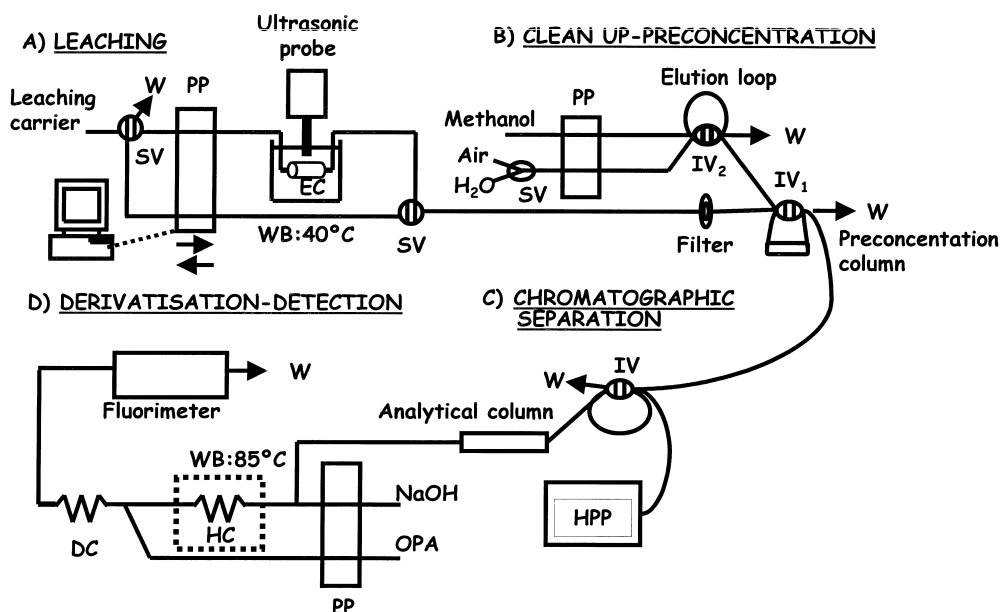 A) LEACHING
Ultrasonic
probe
Leaching
carrier
W
PP
SV
EC
WB:40°C
SV
B) CLEAN UP-PRECONCENTRATION
Elution loop
PP
Methanol
W
Air
H₂O
SV
IV₂
IV₁
W
Filter
Preconcentation
column
C) CHROMATOGRAPHIC
SEPARATION
IV
W
Analytical column
HPP
D) DERIVATISATION-DETECTION
W
Fluorimeter
WB:85°C
NaOH
HC
DC
OPA
PP